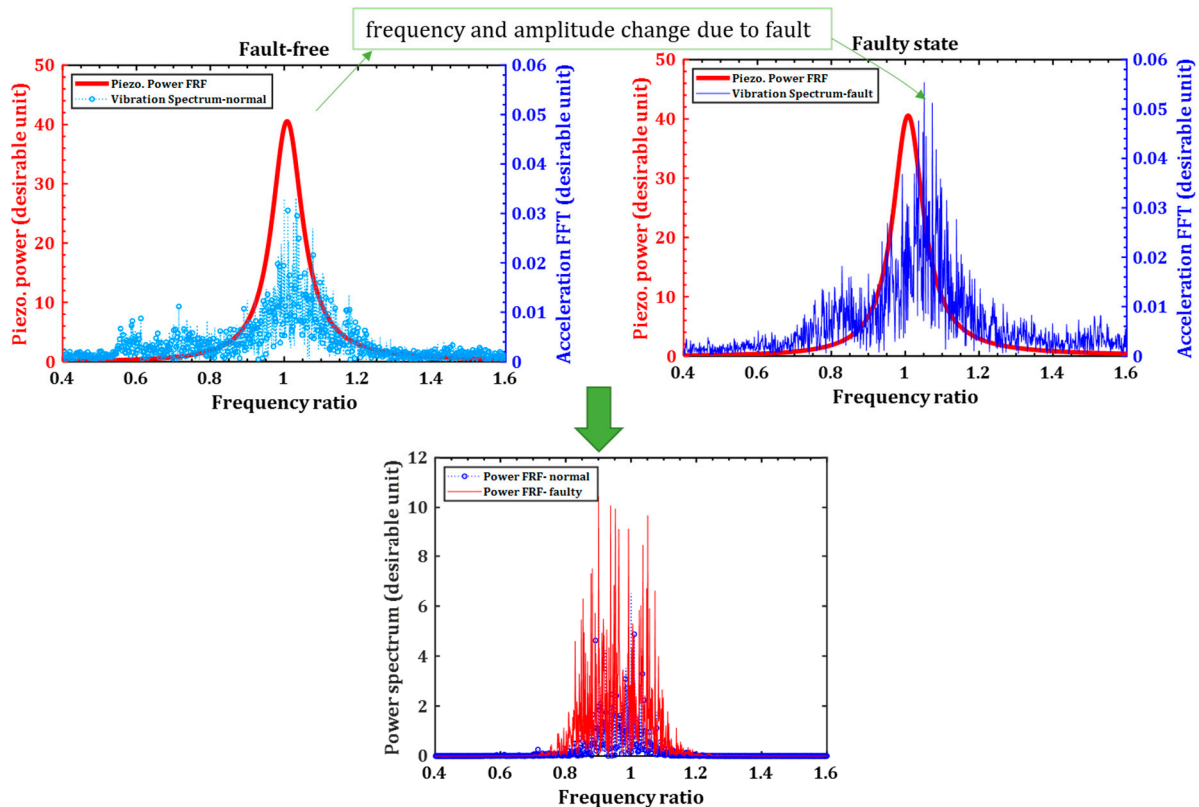 frequency and amplitude change due to fault
Fault-free
Piezo. Power FRF
Vibration Spectrum-normal
Piezo. power (desirable unit)
50
40
30
20
10
0
Acceleration FFT (desirable unit)
0.06
0.05
0.04
0.03
0.02
0.01
0
0.4 0.6 0.8 1 1.2 1.4 1.6
Frequency ratio
Faulty state
Piezo. Power FRF
Vibration Spectrum-fault
Piezo. power (desirable unit)
50
40
30
20
10
0
Acceleration FFT (desirable unit)
0.06
0.05
0.04
0.03
0.02
0.01
0
0.4 0.6 0.8 1 1.2 1.4 1.6
Frequency ratio
Power FRF- normal
Power FRF- faulty
Power spectrum (desirable unit)
12
10
8
6
4
2
0
0.4 0.6 0.8 1 1.2 1.4 1.6
Frequency ratio